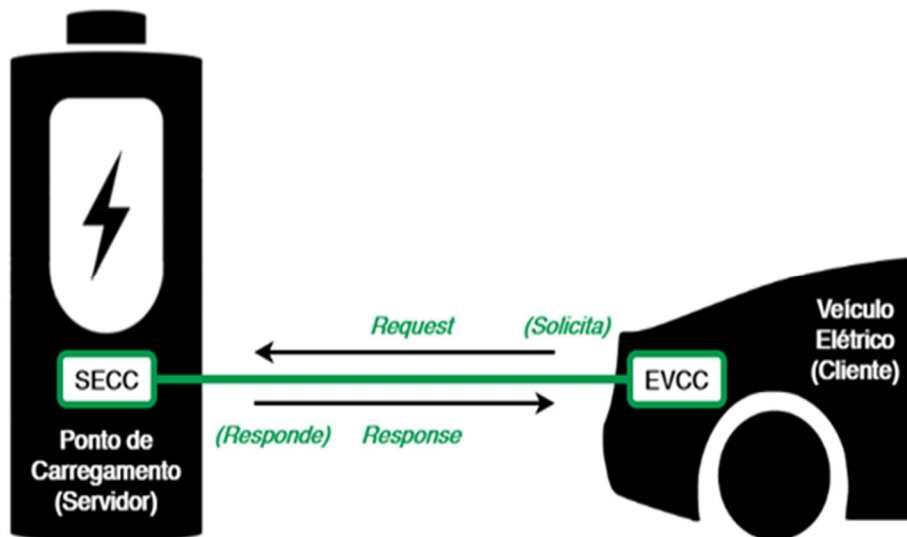 Request (Solicita)
SECC
EVCC
(Responde) Response
Ponto de
Carregamento
(Servidor)
Veículo
Elétrico
(Cliente)